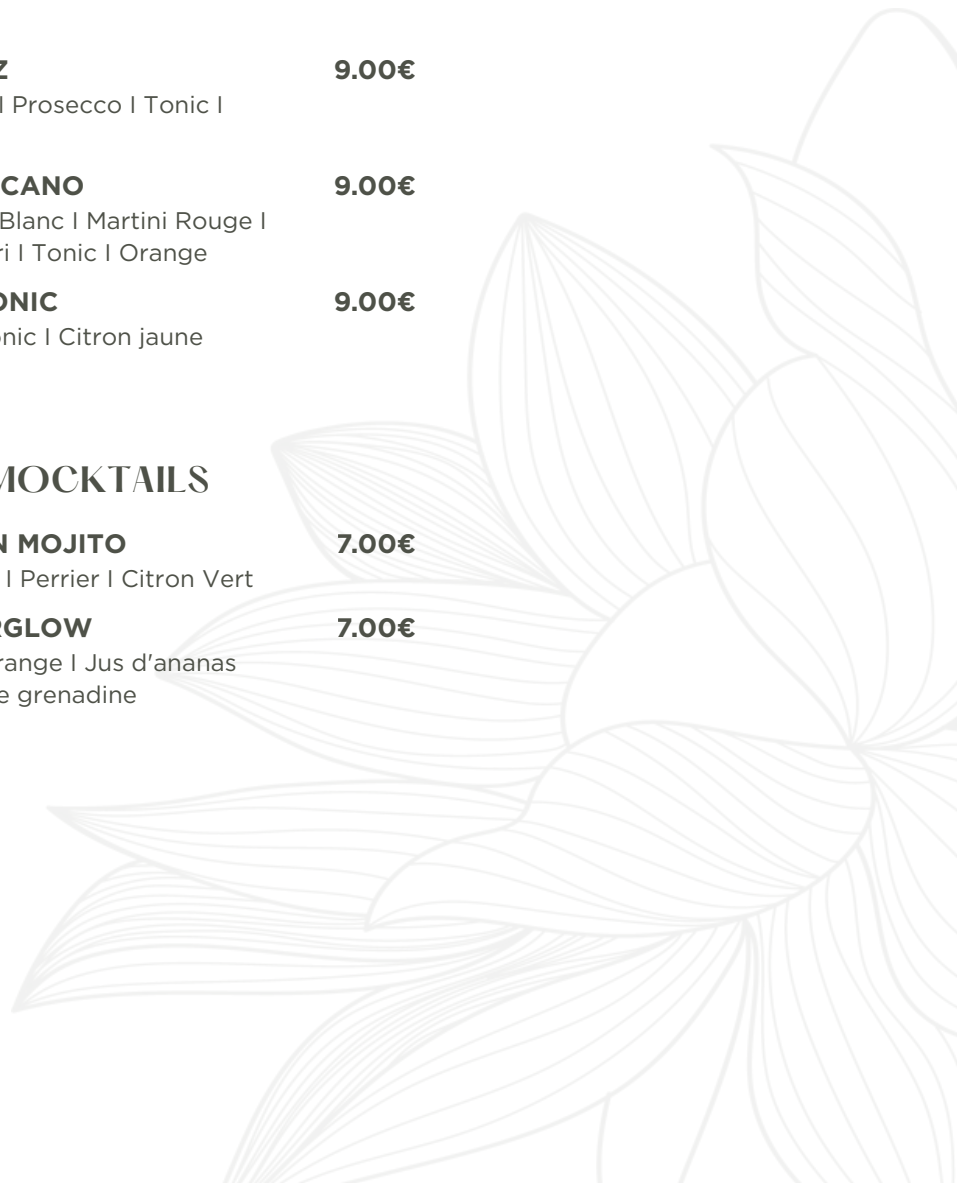 Z 9.00€
l Prosecco l Tonic l
CANO 9.00€
Blanc l Martini Rouge l
ri l Tonic l Orange
ONIC 9.00€
onic l Citron jaune
MOCKTAILS
N MOJITO 7.00€
l Perrier l Citron Vert
RGLOW 7.00€
range l Jus d'ananas
e grenadine